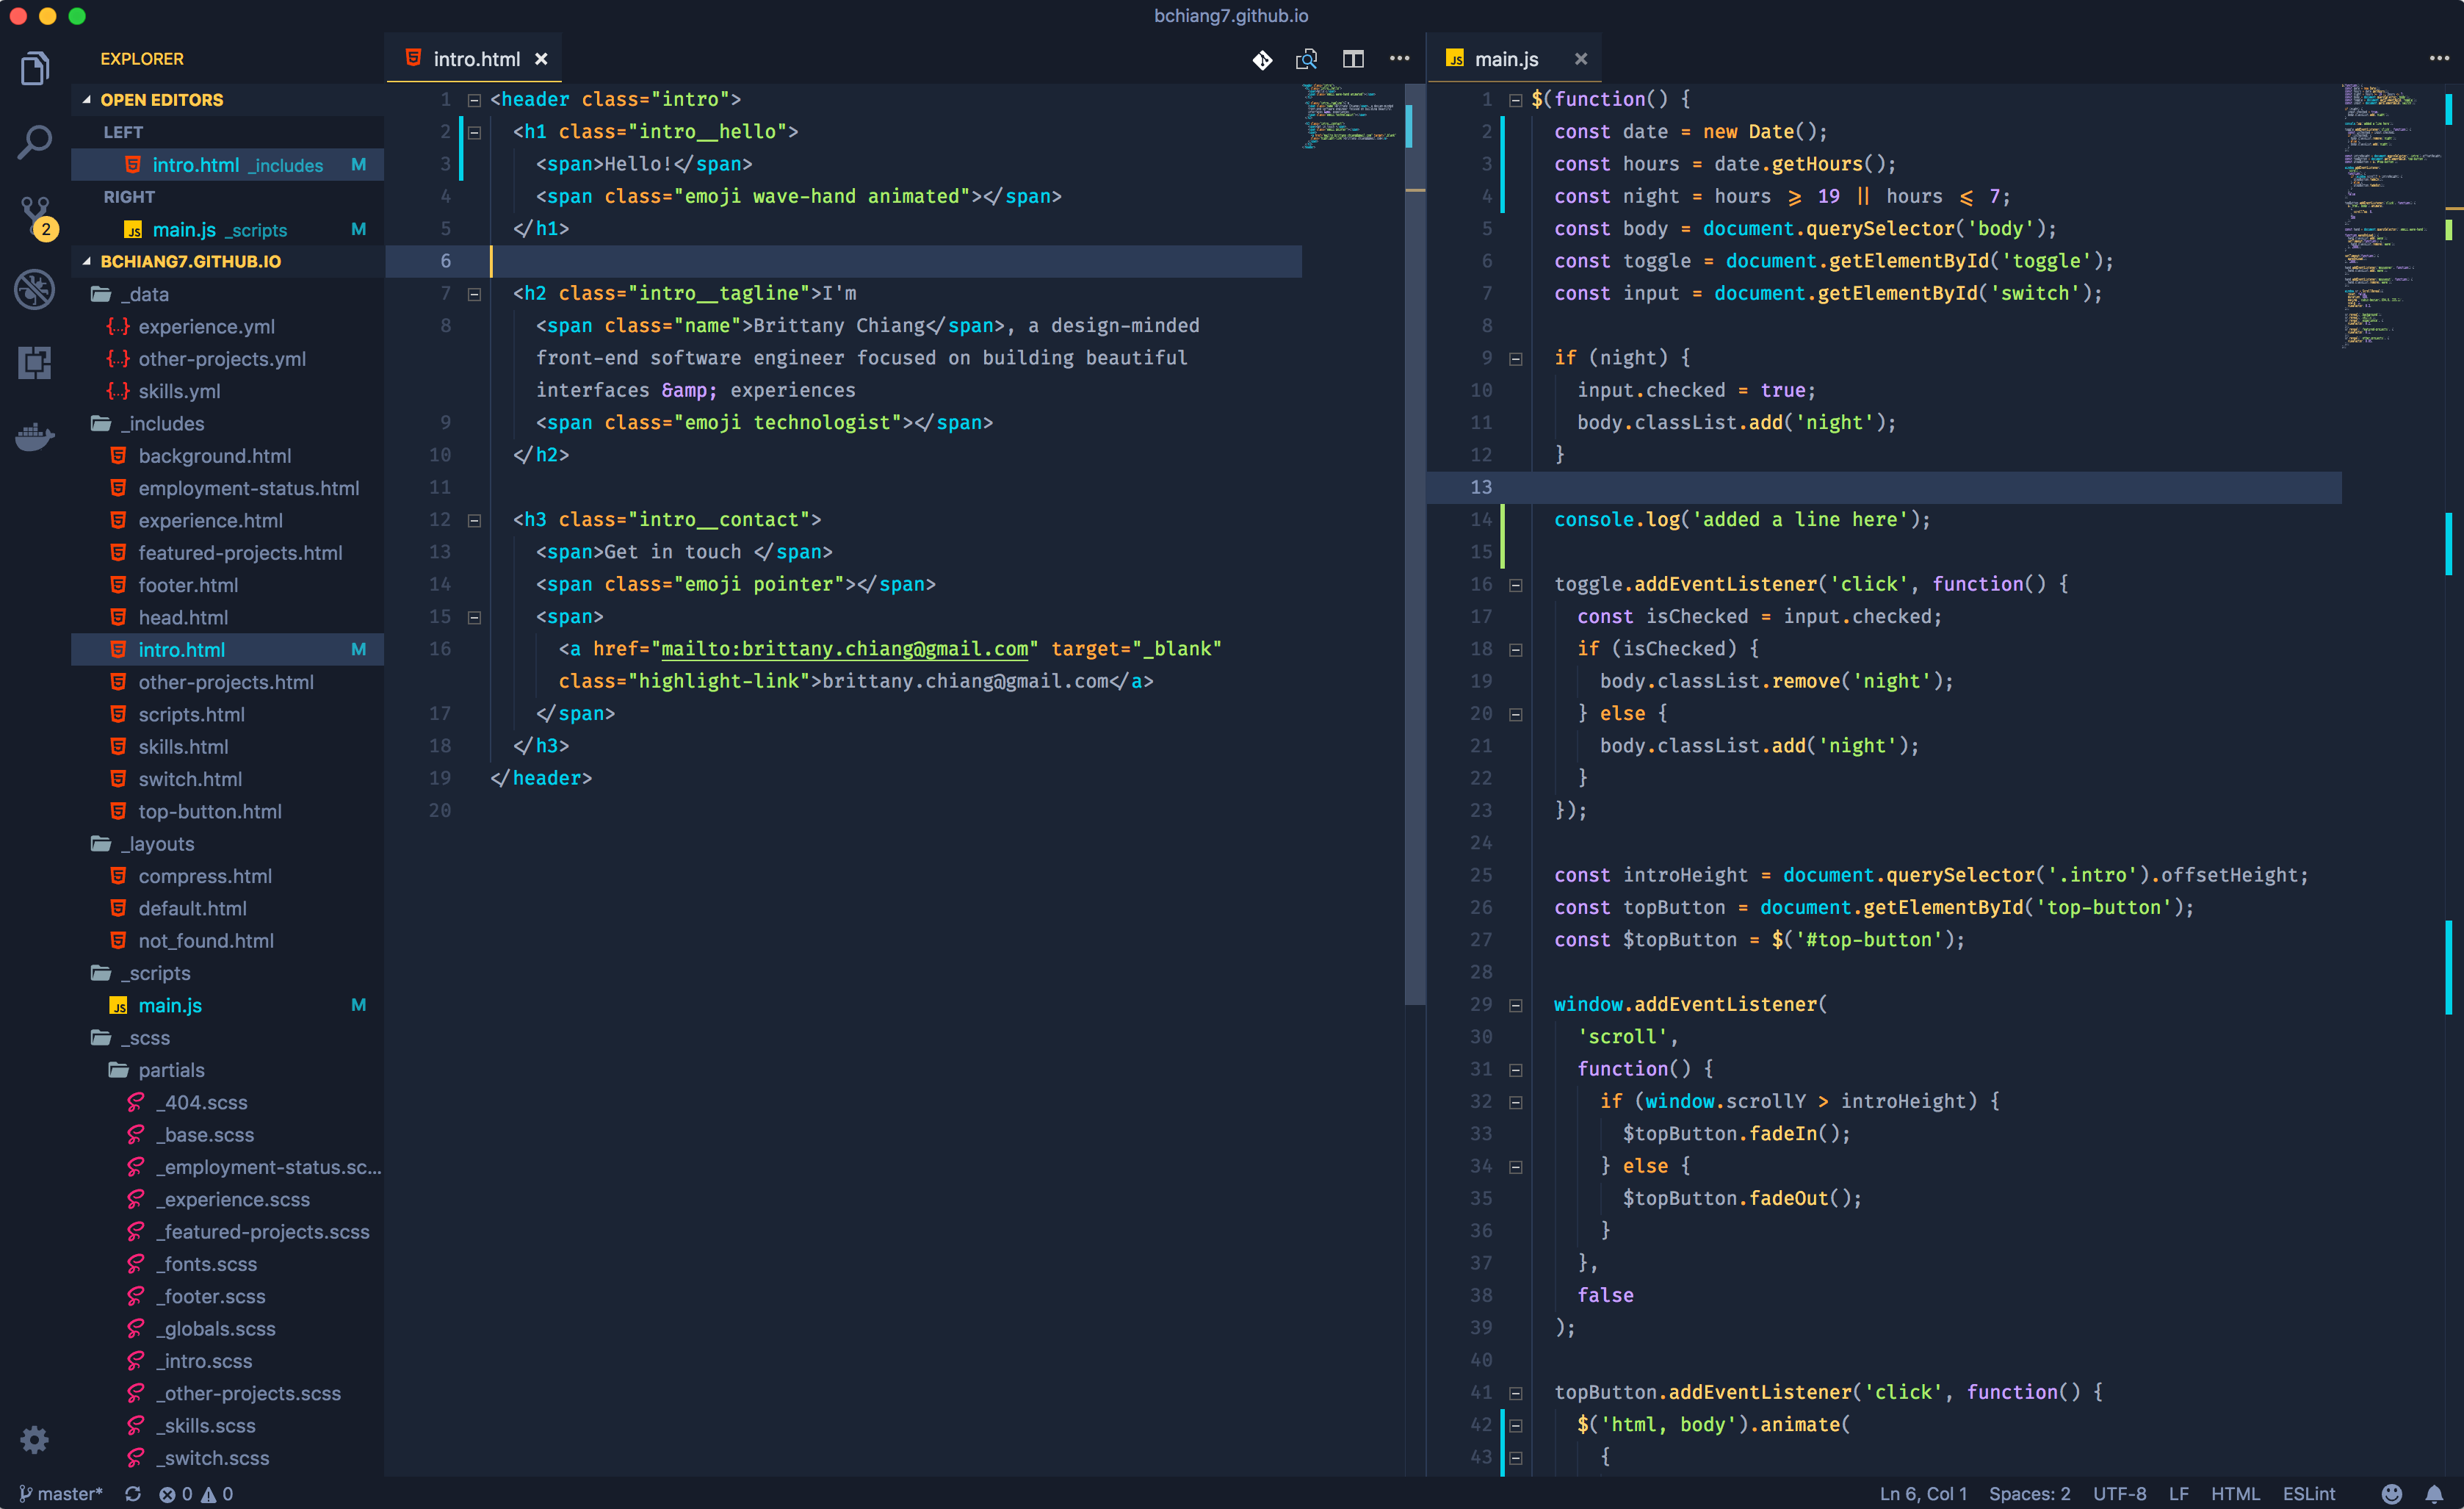 bchiang7.github.io
EXPLORER
OPEN EDITORS
LEFT
intro.html _includes M
RIGHT
main.js _scripts M
BCHIANG7.GITHUB.IO
_data
experience.yml
other-projects.yml
skills.yml
_includes
background.html
employment-status.html
experience.html
featured-projects.html
footer.html
head.html
intro.html M
other-projects.html
scripts.html
skills.html
switch.html
top-button.html
_layouts
compress.html
default.html
not_found.html
_scripts
main.js M
_scss
partials
_404.scss
_base.scss
_employment-status.sc...
_experience.scss
_featured-projects.scss
_fonts.scss
_footer.scss
_globals.scss
_intro.scss
_other-projects.scss
_skills.scss
_switch.scss
2
intro.html
1 <header class="intro">
2 <h1 class="intro__hello">
3 <span>Hello!</span>
4 <span class="emoji wave-hand animated"></span>
5 </h1>
6
7 <h2 class="intro__tagline">I'm
8 <span class="name">Brittany Chiang</span>, a design-minded
front-end software engineer focused on building beautiful
interfaces &amp; experiences
9 <span class="emoji technologist"></span>
10 </h2>
11
12 <h3 class="intro__contact">
13 <span>Get in touch </span>
14 <span class="emoji pointer"></span>
15 <span>
16 <a href="mailto:brittany.chiang@gmail.com" target="_blank"
class="highlight-link">brittany.chiang@gmail.com</a>
17 </span>
18 </h3>
19 </header>
20
JS main.js
1 $(function() {
2 const date = new Date();
3 const hours = date.getHours();
4 const night = hours ⩾ 19 || hours ⩽ 7;
5 const body = document.querySelector('body');
6 const toggle = document.getElementById('toggle');
7 const input = document.getElementById('switch');
8
9 if (night) {
10 input.checked = true;
11 body.classList.add('night');
12 }
13
14 console.log('added a line here');
15
16 toggle.addEventListener('click', function() {
17 const isChecked = input.checked;
18 if (isChecked) {
19 body.classList.remove('night');
20 } else {
21 body.classList.add('night');
22 }
23 });
24
25 const introHeight = document.querySelector('.intro').offsetHeight;
26 const topButton = document.getElementById('top-button');
27 const $topButton = $('#top-button');
28
29 window.addEventListener(
30 'scroll',
31 function() {
32 if (window.scrollY > introHeight) {
33 $topButton.fadeIn();
34 } else {
35 $topButton.fadeOut();
36 }
37 },
38 false
39 );
40
41 topButton.addEventListener('click', function() {
42 $('html, body').animate(
43 {
master* 0 0 Ln 6, Col 1 Spaces: 2 UTF-8 LF HTML ESLint